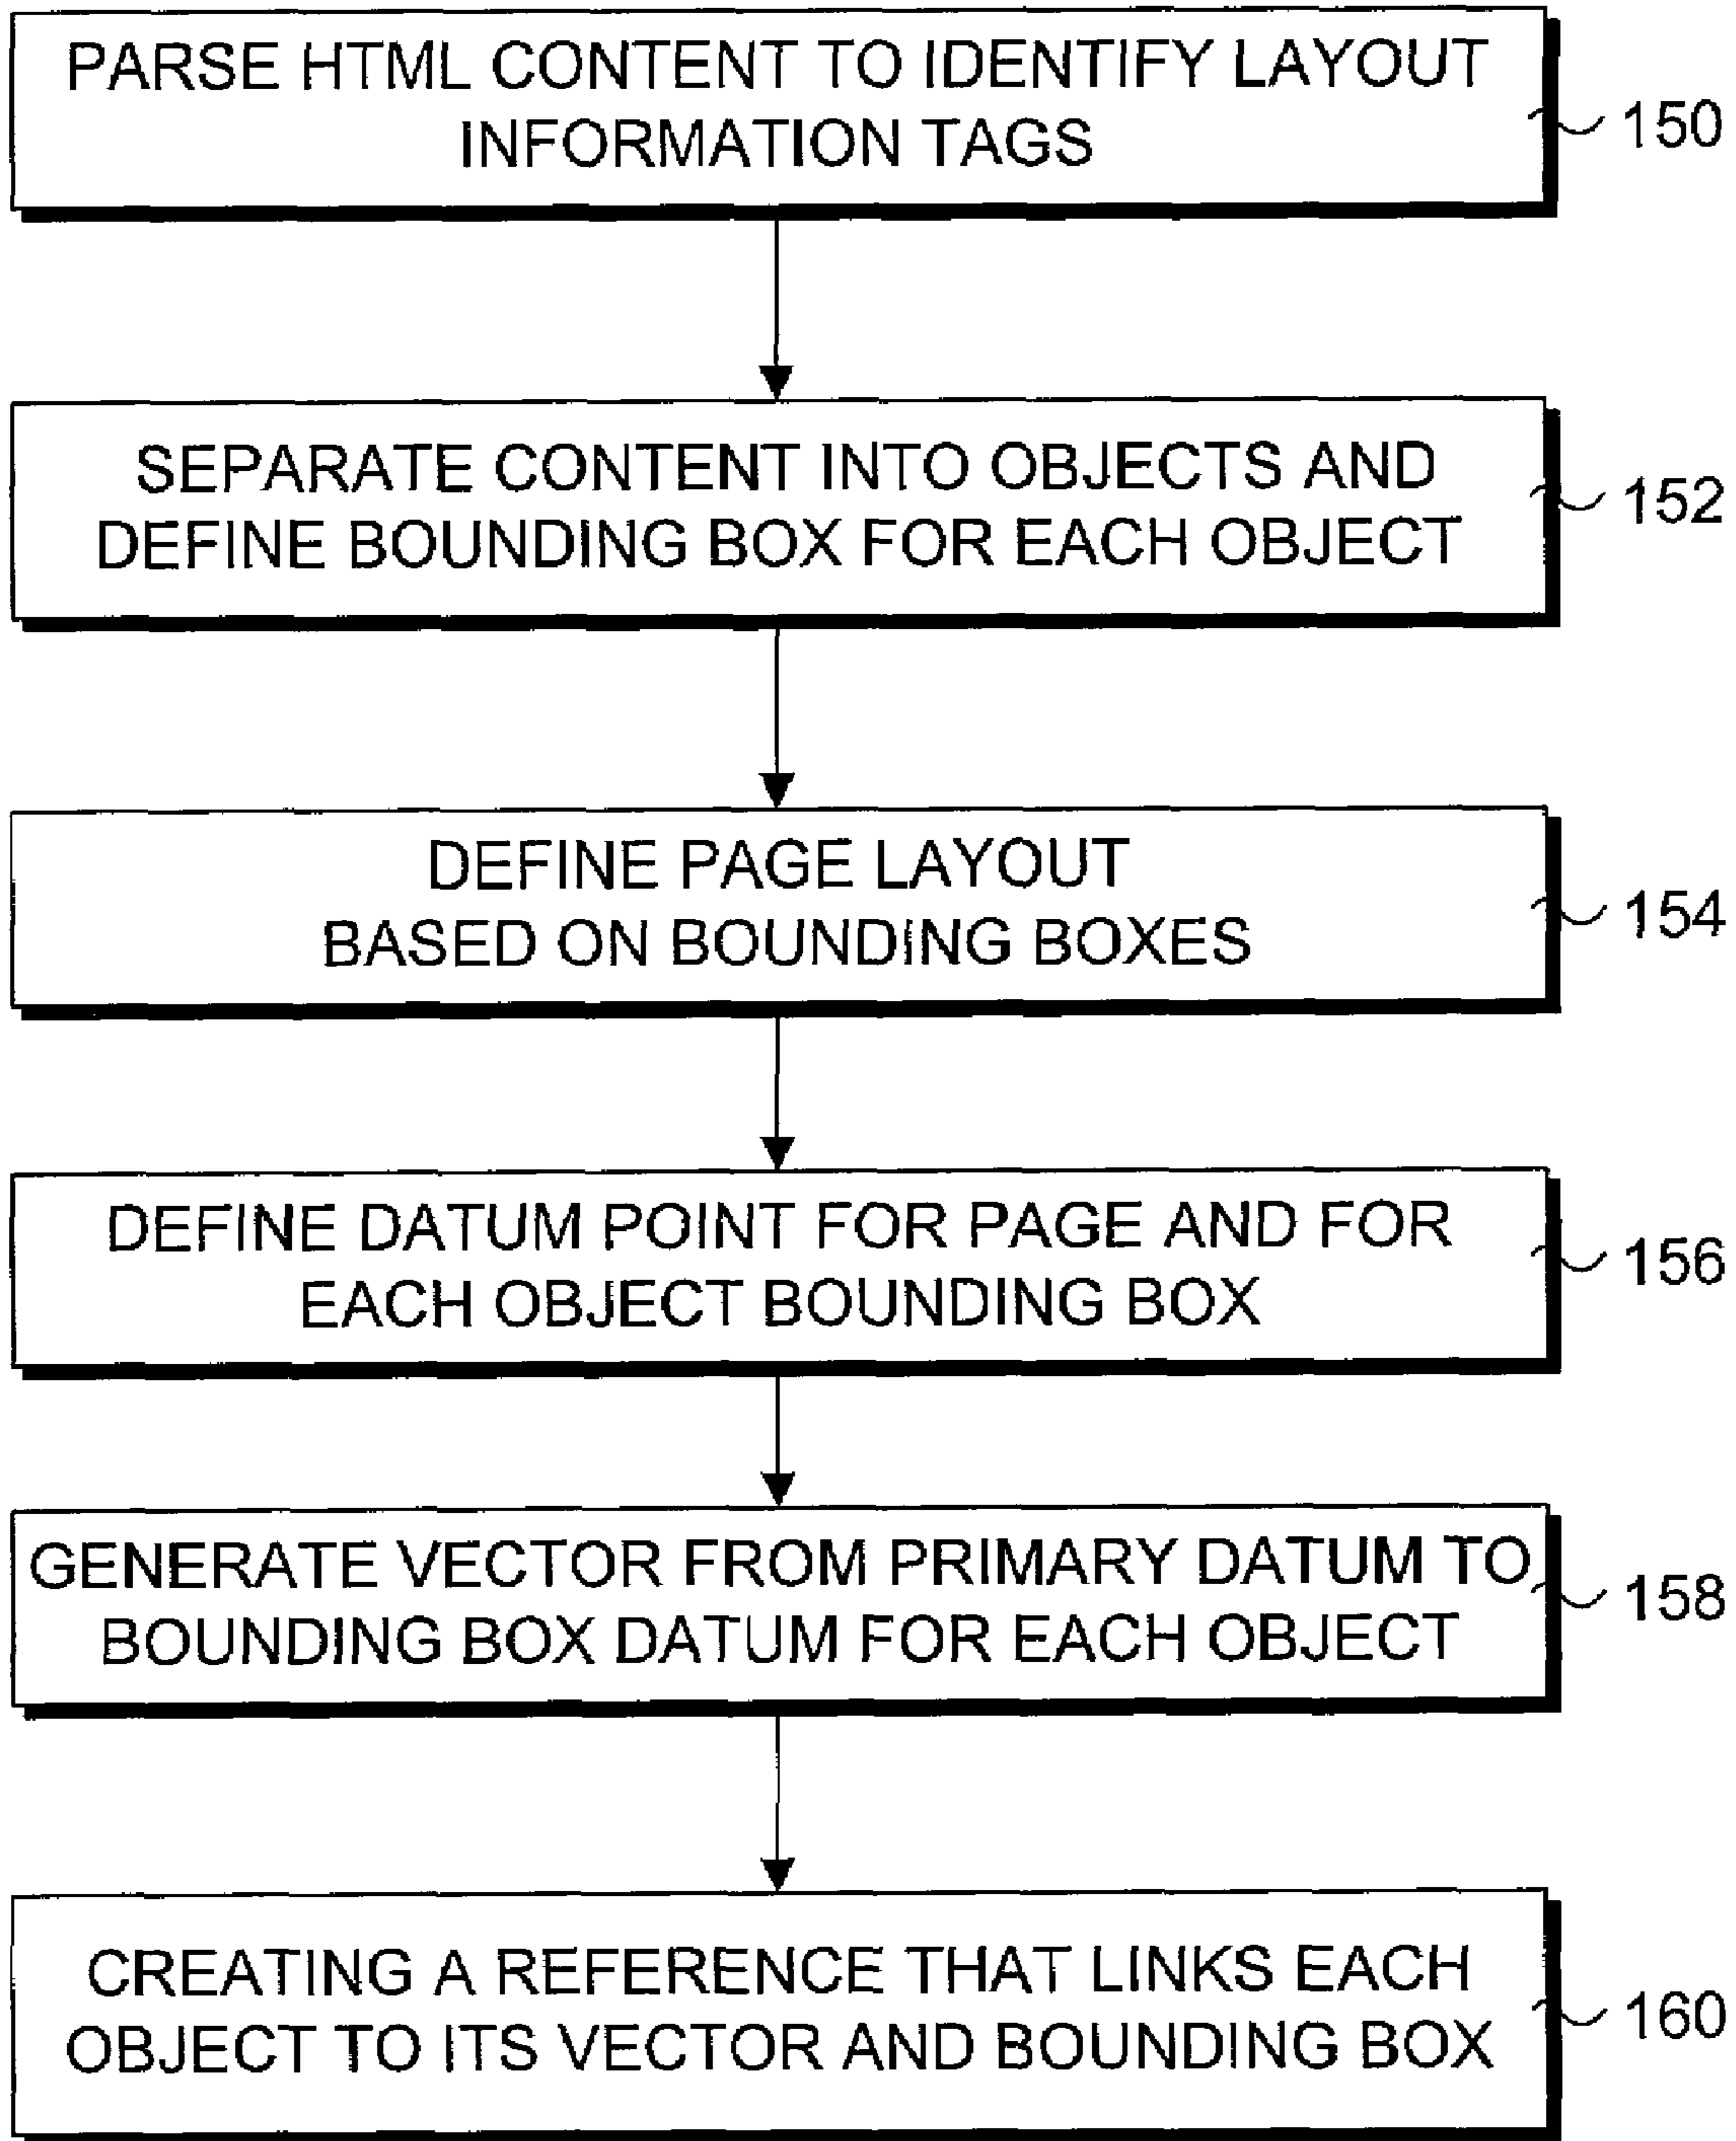 PARSE HTML CONTENT TO IDENTIFY LAYOUT
INFORMATION TAGS
150
SEPARATE CONTENT INTO OBJECTS AND
DEFINE BOUNDING BOX FOR EACH OBJECT
152
DEFINE PAGE LAYOUT
BASED ON BOUNDING BOXES
154
DEFINE DATUM POINT FOR PAGE AND FOR
EACH OBJECT BOUNDING BOX
156
GENERATE VECTOR FROM PRIMARY DATUM TO
BOUNDING BOX DATUM FOR EACH OBJECT
158
CREATING A REFERENCE THAT LINKS EACH
OBJECT TO ITS VECTOR AND BOUNDING BOX
160